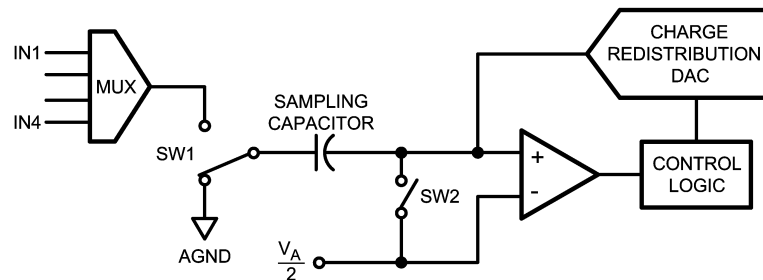 IN1
MUX
IN4
SW1
AGND
SAMPLING
CAPACITOR
SW2
V_A
2
+
-
CHARGE
REDISTRIBUTION
DAC
CONTROL
LOGIC